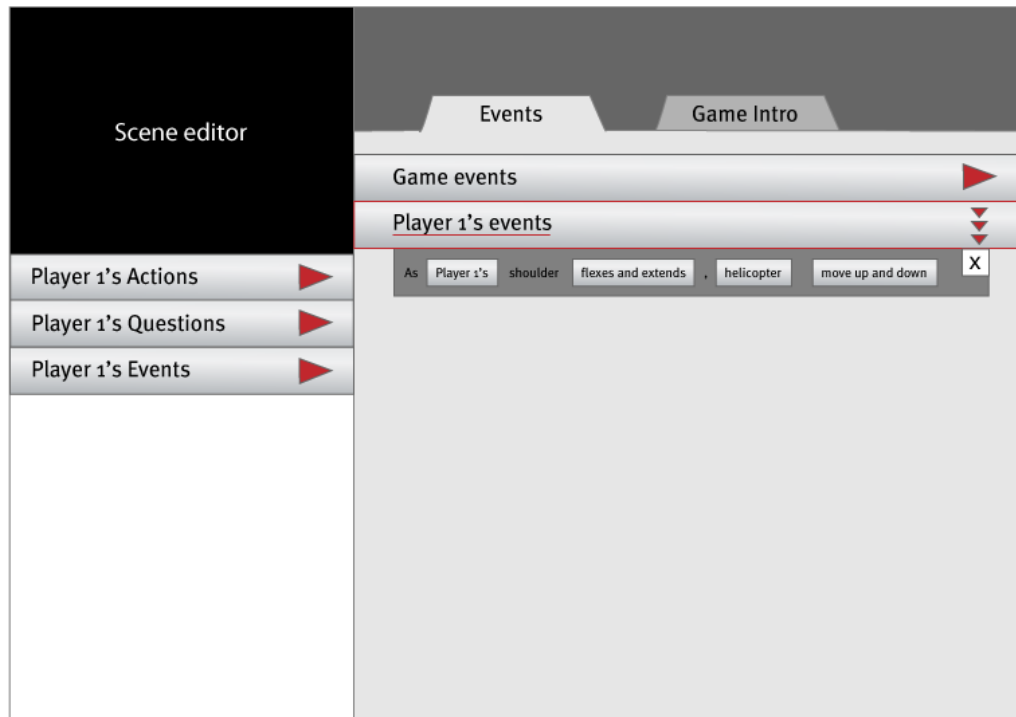 Scene editor
Player 1's Actions
Player 1's Questions
Player 1's Events
Events
Game Intro
Game events
Player 1's events
As Player 1's shoulder flexes and extends , helicopter move up and down X